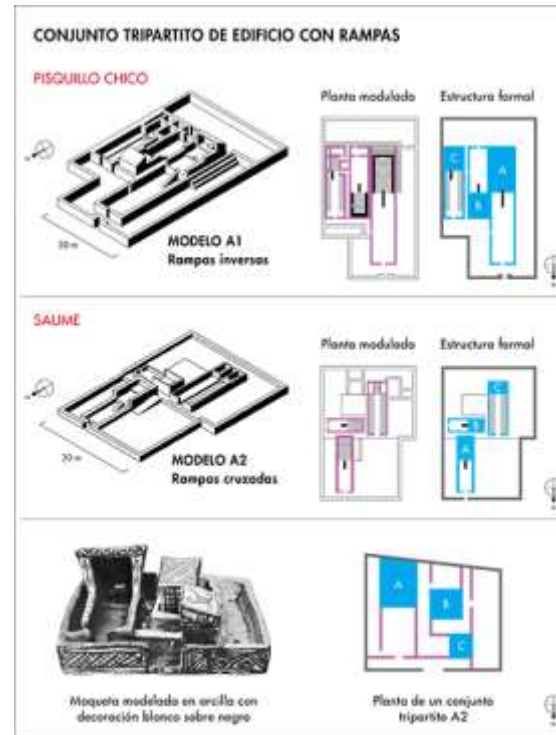 CONJUNTO TRIPARTITO DE EDIFICIO CON RAMPAS
PISQUILLO CHICO
Planta modulada
Estructura formal
C
A
B
30 m
MODELO A1
Rampas inversas
SAUME
Planta modulada
Estructura formal
C
B
A
20 m
MODELO A2
Rampas cruzadas
A
B
C
Maqueta modelada en arcilla con
decoración blanco sobre negro
Planta de un conjunto
tripartito A2